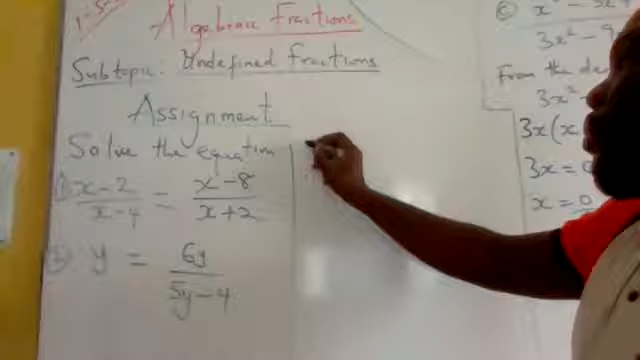 Algebraic Fractions
Subtopic: Undefined fractions
Assignment
Solve the equation
x-2/x-4 = x-8/x+2
y = 6y/5y-4
3x² - 9
From the de
3x²
3x(x
3x = 0
x = 0